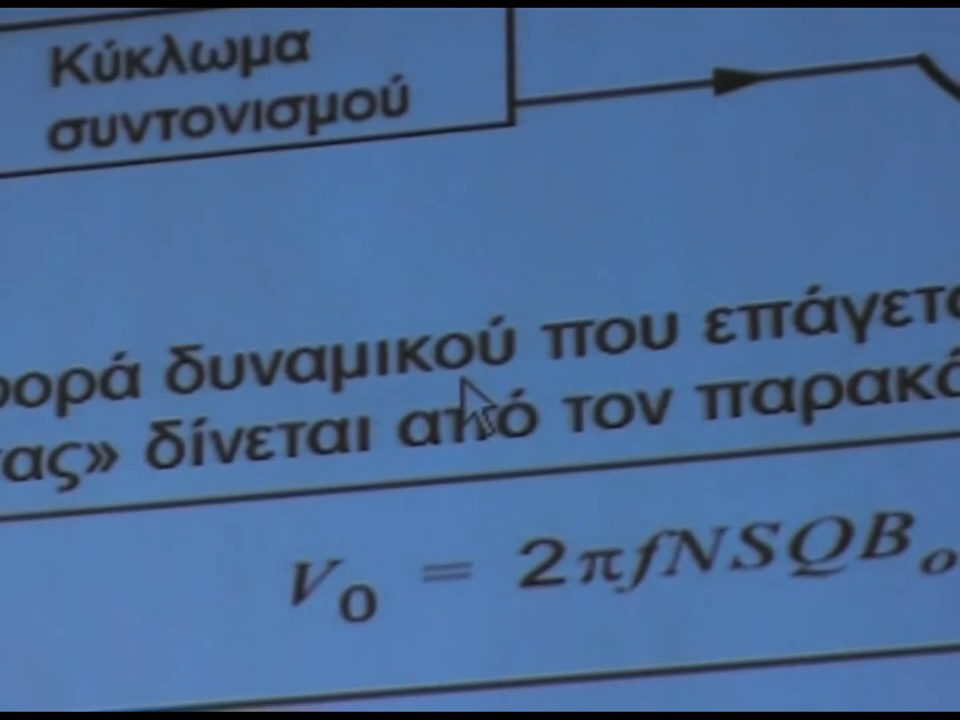 Κύκλωμα
συντονισμού
δυναμικού που
δίνεται από τον
V₀ = 2πfNSQB